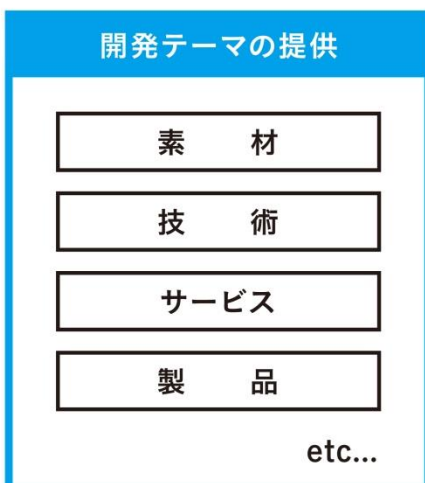 開発テーマの提供
素　材
技　術
サービス
製　品
etc...